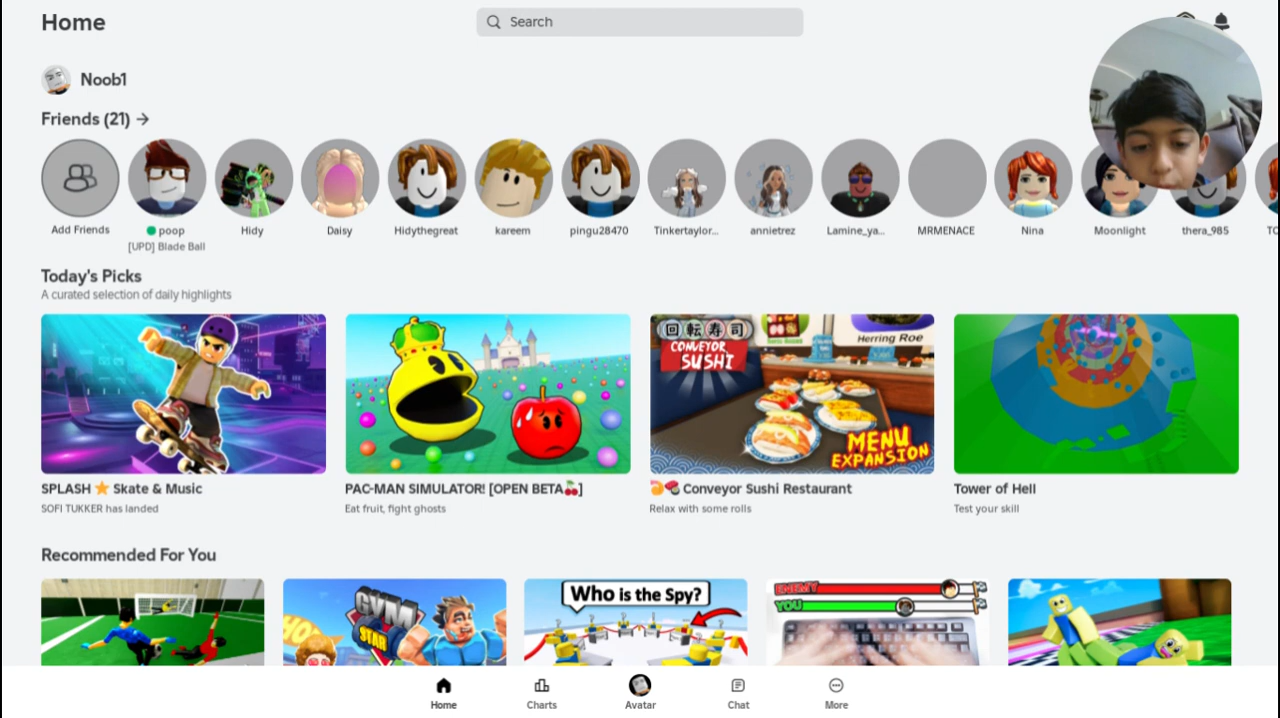 Home
Search
Noob1
Friends (21) →
Add Friends
poop
[UPD] Blade Ball
Hidy
Daisy
Hidythegreat
kareem
pingu28470
Tinkertaylor...
annietrez
Lamine_ya...
MRMENACE
Nina
Moonlight
thera_985
Today's Picks
A curated selection of daily highlights
回転寿司
CONVEYOR
SUSHI
Herring Roe
MENU
EXPANSION
SPLASH ⭐ Skate & Music
SOFI TUKKER has landed
PAC-MAN SIMULATOR! [OPEN BETA🍒]
Eat fruit, fight ghosts
🍤🍣 Conveyor Sushi Restaurant
Relax with some rolls
Tower of Hell
Test your skill
Recommended For You
GYM
STAR
Who is the Spy?
ENEMY
YOU
Home
Charts
Avatar
Chat
More